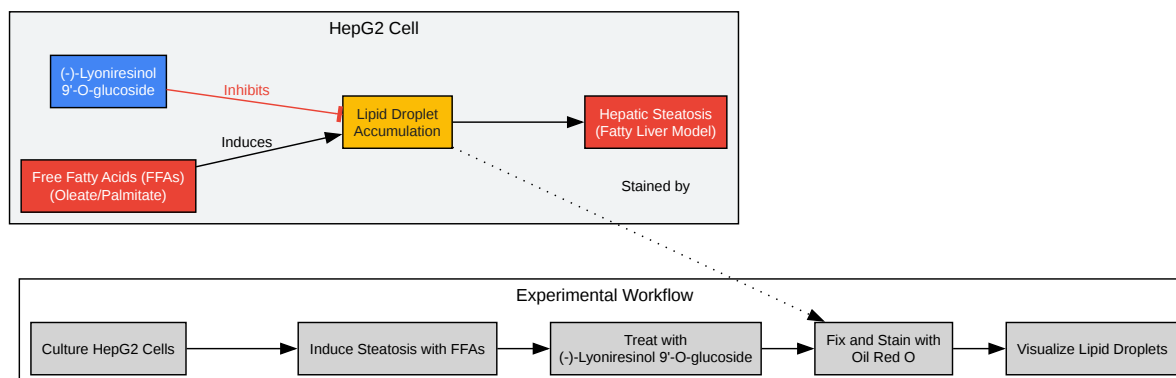 HepG2 Cell
(-)-Lyoniresinol
9'-O-glucoside
Inhibits
Lipid Droplet
Accumulation
Hepatic Steatosis
(Fatty Liver Model)
Induces
Free Fatty Acids (FFAs)
(Oleate/Palmitate)
Stained by
Experimental Workflow
Culture HepG2 Cells
Induce Steatosis with FFAs
Treat with
(-)-Lyoniresinol 9'-O-glucoside
Fix and Stain with
Oil Red O
Visualize Lipid Droplets